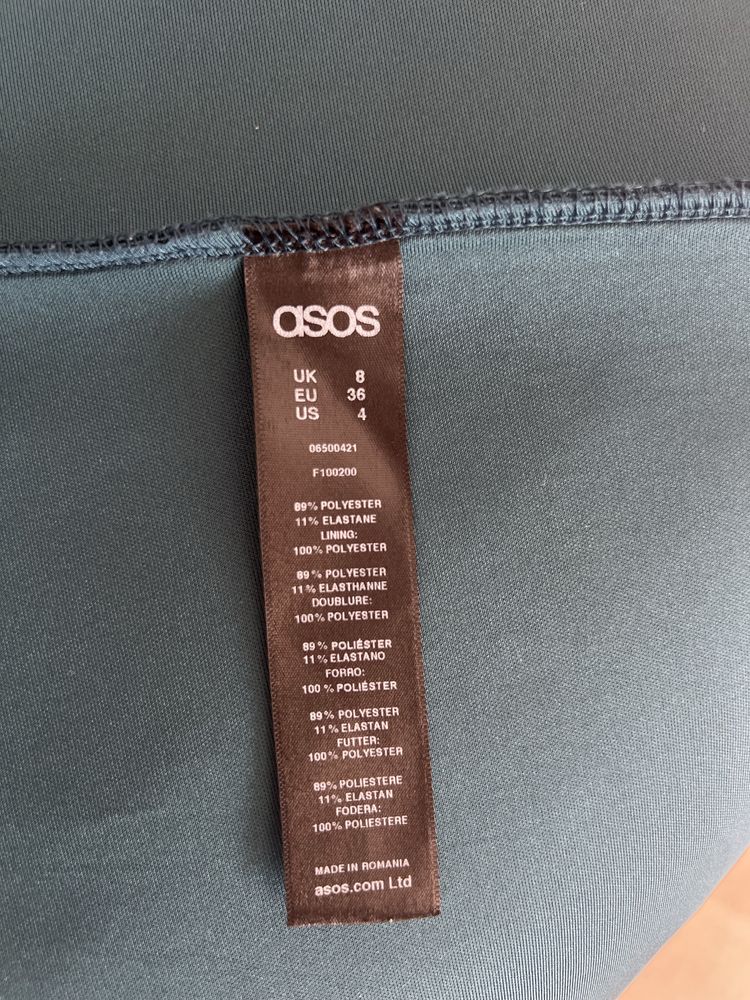 asos
UK 8
EU 36
US 4
06500421
F100200
89% POLYESTER
11% ELASTANE
LINING:
100% POLYESTER
89% POLYESTER
11% ELASTHANNE
DOUBLURE:
100% POLYESTER
89% POLIÉSTER
11% ELASTANO
FORRO:
100% POLIÉSTER
89% POLYESTER
11% ELASTAN
FUTTER:
100% POLYESTER
89% POLIESTERE
11% ELASTAN
FODERA:
100% POLIESTERE
MADE IN ROMANIA
asos.com Ltd